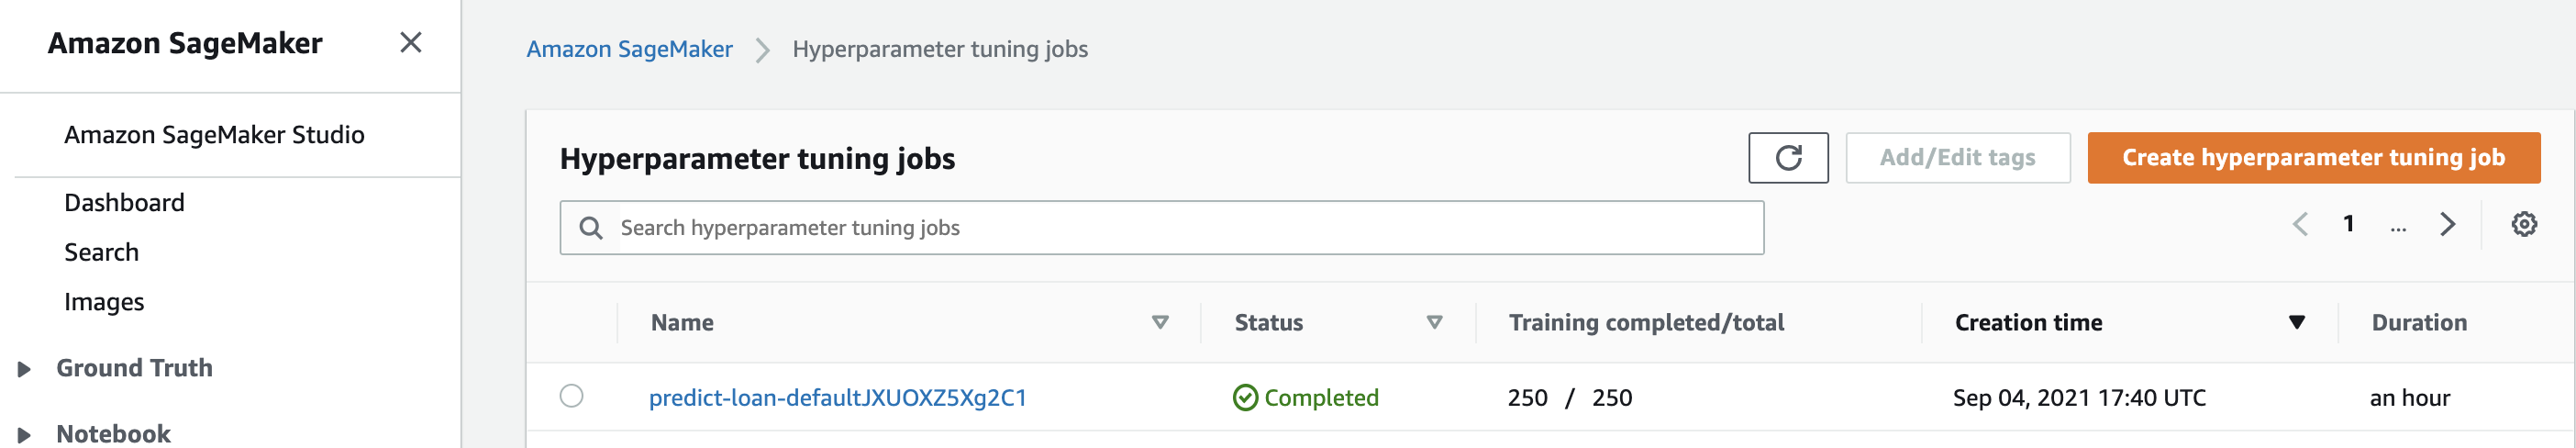 Amazon SageMaker
Amazon SageMaker Studio
Dashboard
Search
Images
Ground Truth
Notebook
Amazon SageMaker > Hyperparameter tuning jobs
Hyperparameter tuning jobs
Add/Edit tags
Create hyperparameter tuning job
Search hyperparameter tuning jobs
1 ...
Name Status Training completed/total Creation time Duration
predict-loan-defaultJXUOXZ5Xg2C1 Completed 250 / 250 Sep 04, 2021 17:40 UTC an hour